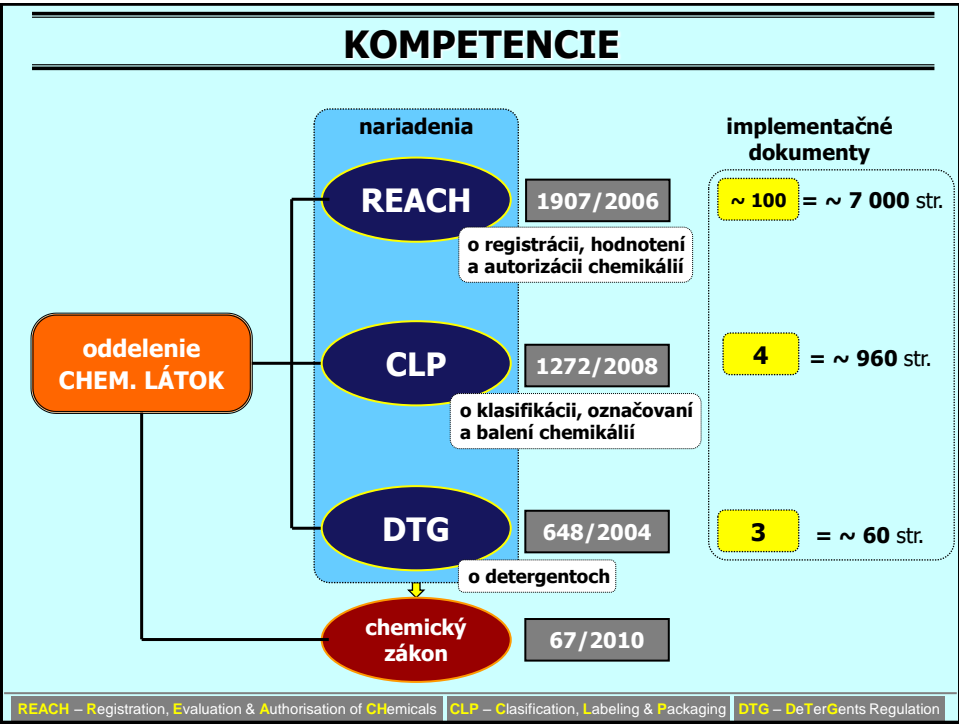 KOMPETENCIE
nariadenia
implementačné
dokumenty
REACH
1907/2006
~ 100 = ~ 7 000 str.
o registrácii, hodnotení
a autorizácii chemikálií
oddelenie
CHEM. LÁTOK
CLP
1272/2008
4 = ~ 960 str.
o klasifikácii, označovaní
a balení chemikálií
DTG
648/2004
3 = ~ 60 str.
o detergentoch
chemický
zákon
67/2010
REACH – Registration, Evaluation & Authorisation of CHemicals CLP – Clasification, Labeling & Packaging DTG – DeTerGents Regulation